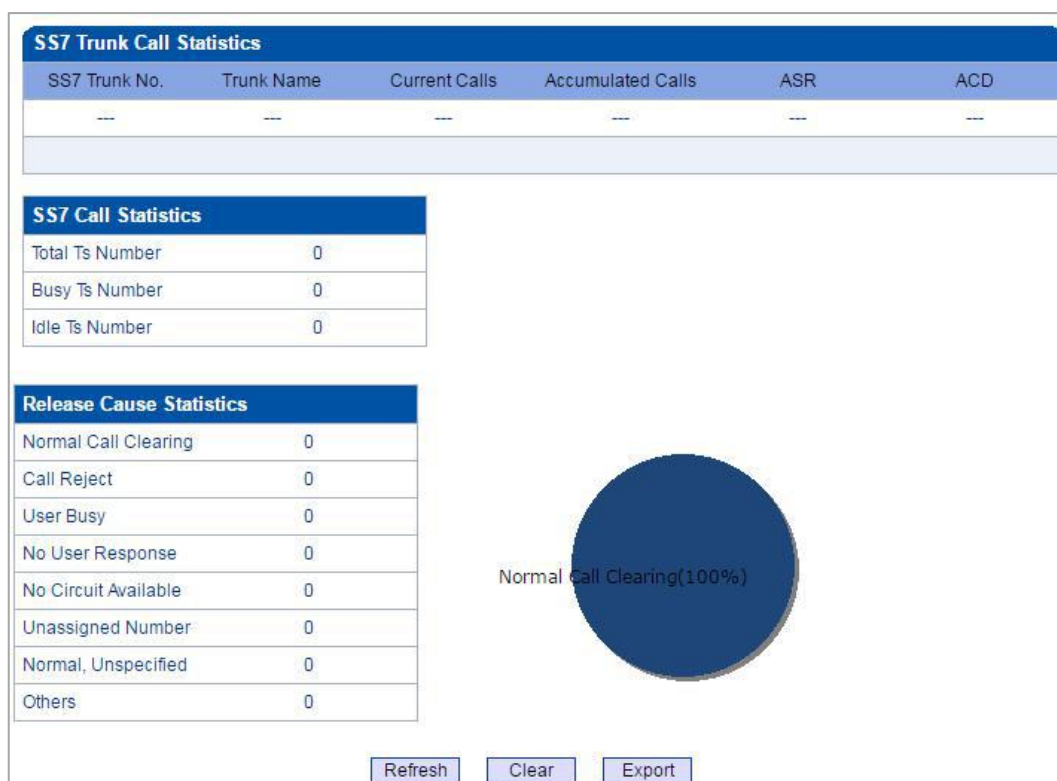 SS7 Trunk Call Statistics
SS7 Trunk No. Trunk Name Current Calls Accumulated Calls ASR ACD
--- --- --- --- --- ---
SS7 Call Statistics
Total Ts Number 0
Busy Ts Number 0
Idle Ts Number 0
Release Cause Statistics
Normal Call Clearing 0
Call Reject 0
User Busy 0
No User Response 0
No Circuit Available 0
Unassigned Number 0
Normal, Unspecified 0
Others 0
Normal Call Clearing(100%)
Refresh Clear Export